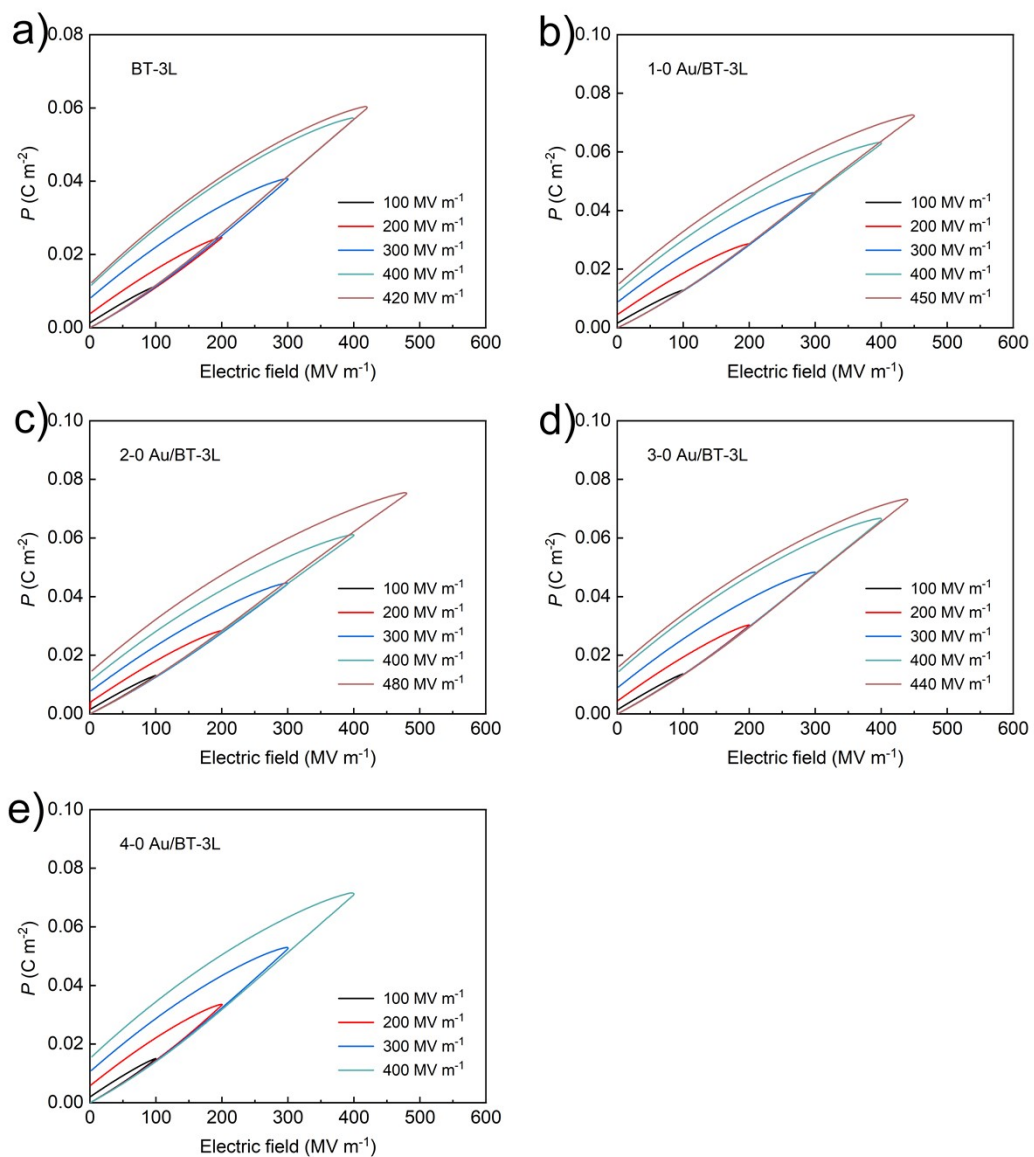 a)
0.08
0.06
0.04
0.02
0.00
P (C m⁻²)
BT-3L
100 MV m⁻¹
200 MV m⁻¹
300 MV m⁻¹
400 MV m⁻¹
420 MV m⁻¹
0 100 200 300 400 500 600
Electric field (MV m⁻¹)
b)
0.10
0.08
0.06
0.04
0.02
0.00
P (C m⁻²)
1-0 Au/BT-3L
100 MV m⁻¹
200 MV m⁻¹
300 MV m⁻¹
400 MV m⁻¹
450 MV m⁻¹
0 100 200 300 400 500 600
Electric field (MV m⁻¹)
c)
0.10
0.08
0.06
0.04
0.02
0.00
P (C m⁻²)
2-0 Au/BT-3L
100 MV m⁻¹
200 MV m⁻¹
300 MV m⁻¹
400 MV m⁻¹
480 MV m⁻¹
0 100 200 300 400 500 600
Electric field (MV m⁻¹)
d)
0.10
0.08
0.06
0.04
0.02
0.00
P (C m⁻²)
3-0 Au/BT-3L
100 MV m⁻¹
200 MV m⁻¹
300 MV m⁻¹
400 MV m⁻¹
440 MV m⁻¹
0 100 200 300 400 500 600
Electric field (MV m⁻¹)
e)
0.10
0.08
0.06
0.04
0.02
0.00
P (C m⁻²)
4-0 Au/BT-3L
100 MV m⁻¹
200 MV m⁻¹
300 MV m⁻¹
400 MV m⁻¹
0 100 200 300 400 500 600
Electric field (MV m⁻¹)